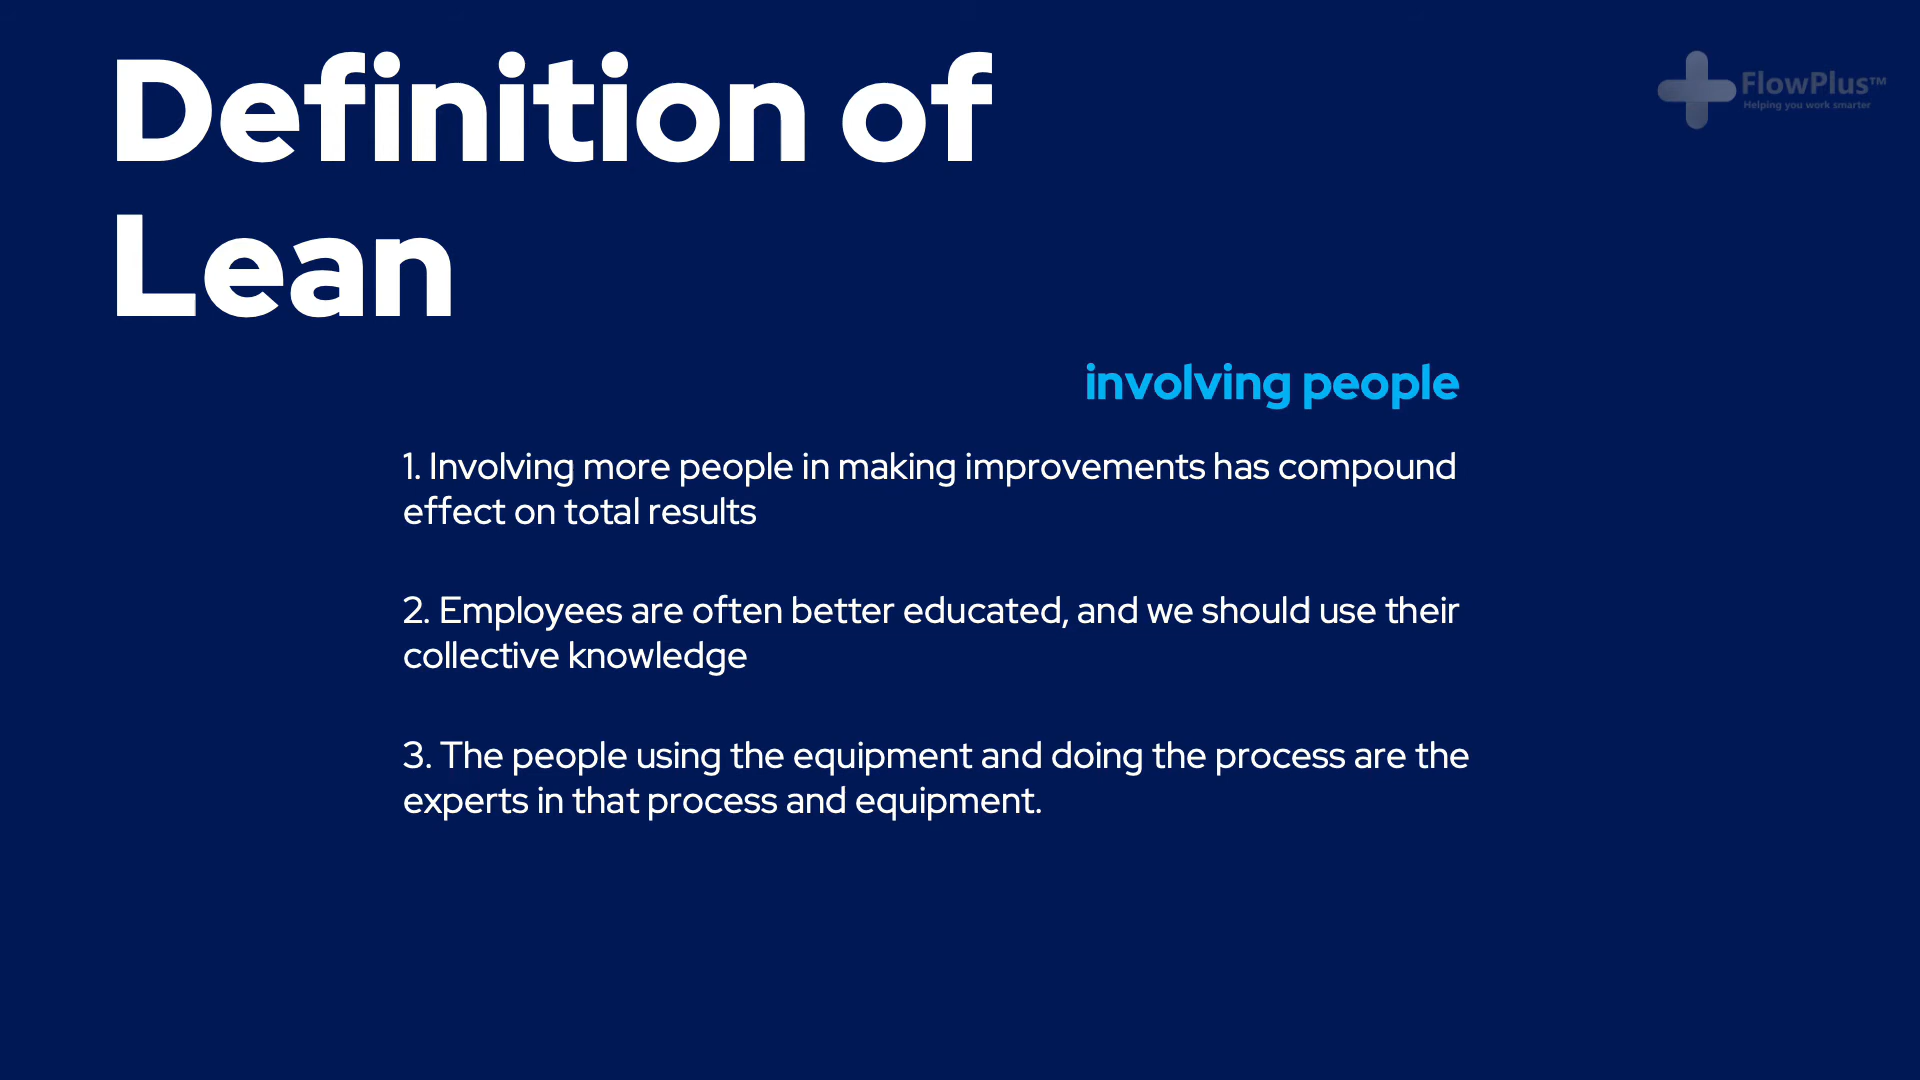 Definition of
Lean
FlowPlus™
Helping you work smarter
involving people
1. Involving more people in making improvements has compound
effect on total results
2. Employees are often better educated, and we should use their
collective knowledge
3. The people using the equipment and doing the process are the
experts in that process and equipment.